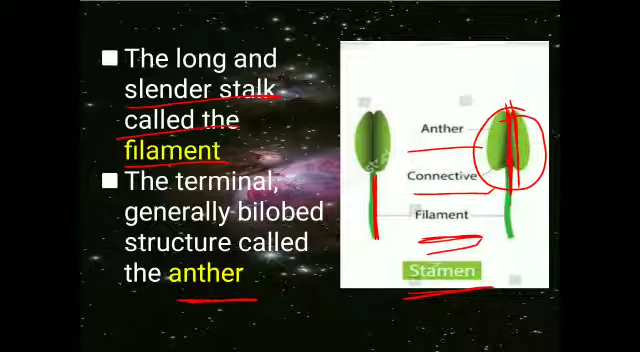 The long and
slender stalk
called the
filament
The terminal,
generally bilobed
structure called
the anther
Anther
Connective
Filament
Stamen